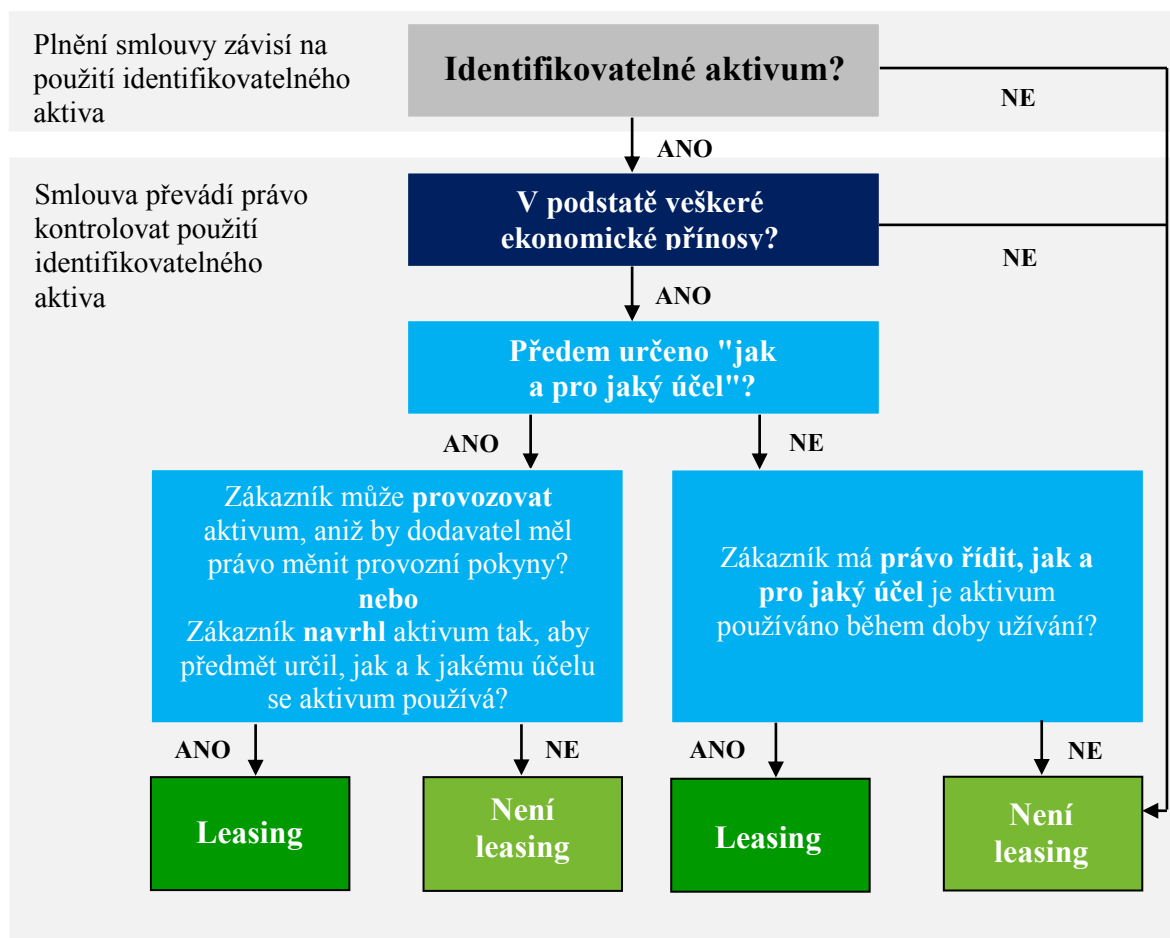 Plnění smlouvy závisí na
použití identifikovatelného
aktiva
Identifikovatelné aktivum?
NE
ANO
Smlouva převádí právo
kontrolovat použití
identifikovatelného
aktiva
V podstatě veškeré
ekonomické přínosy?
NE
ANO
Předem určeno "jak
a pro jaký účel"?
ANO
NE
Zákazník může provozovat
aktivum, aniž by dodavatel měl
právo měnit provozní pokyny?
nebo
Zákazník navrhl aktivum tak, aby
předmět určil, jak a k jakému účelu
se aktivum používá?
Zákazník má právo řídit, jak a
pro jaký účel je aktivum
používáno během doby užívání?
ANO
NE
ANO
NE
Leasing
Není
leasing
Leasing
Není
leasing